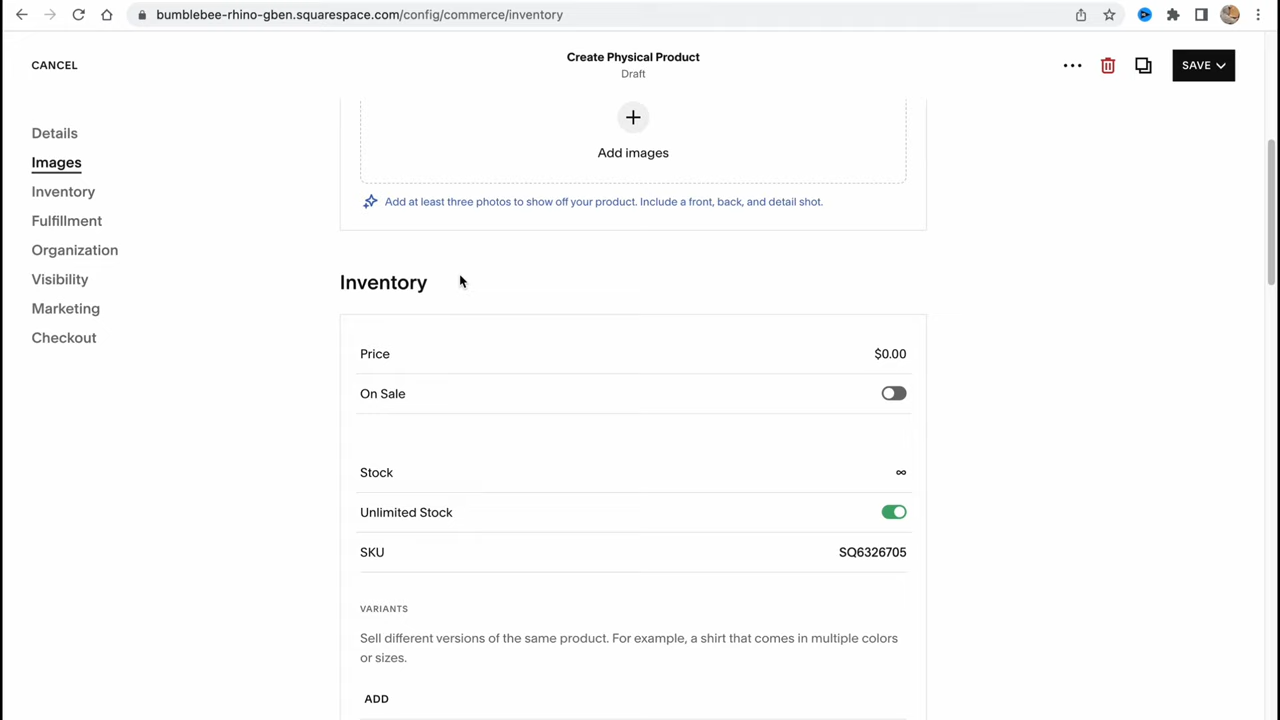 bumblebee-rhino-gben.squarespace.com/config/commerce/inventory
CANCEL
Create Physical Product
Draft
SAVE
Details
Images
Inventory
Fulfillment
Organization
Visibility
Marketing
Checkout
Add images
Add at least three photos to show off your product. Include a front, back, and detail shot.
Inventory
Price $0.00
On Sale
Stock ∞
Unlimited Stock
SKU SQ6326705
VARIANTS
Sell different versions of the same product. For example, a shirt that comes in multiple colors
or sizes.
ADD